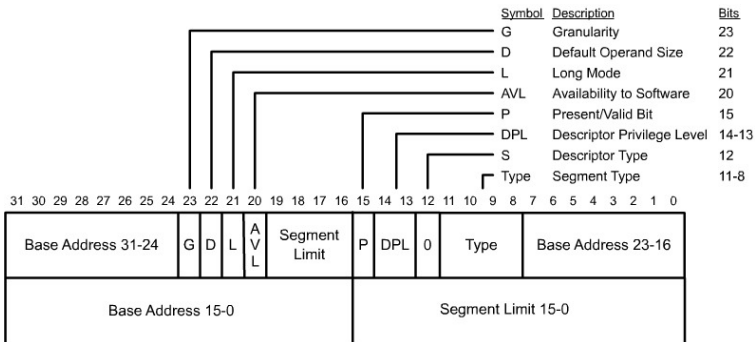 Symbol Description Bits
G Granularity 23
D Default Operand Size 22
L Long Mode 21
AVL Availability to Software 20
P Present/Valid Bit 15
DPL Descriptor Privilege Level 14-13
S Descriptor Type 12
Type Segment Type 11-8
31 30 29 28 27 26 25 24 23 22 21 20 19 18 17 16 15 14 13 12 11 10 9 8 7 6 5 4 3 2 1 0
Base Address 31-24 G D L AVL Segment Limit P DPL 0 Type Base Address 23-16
Base Address 15-0 Segment Limit 15-0